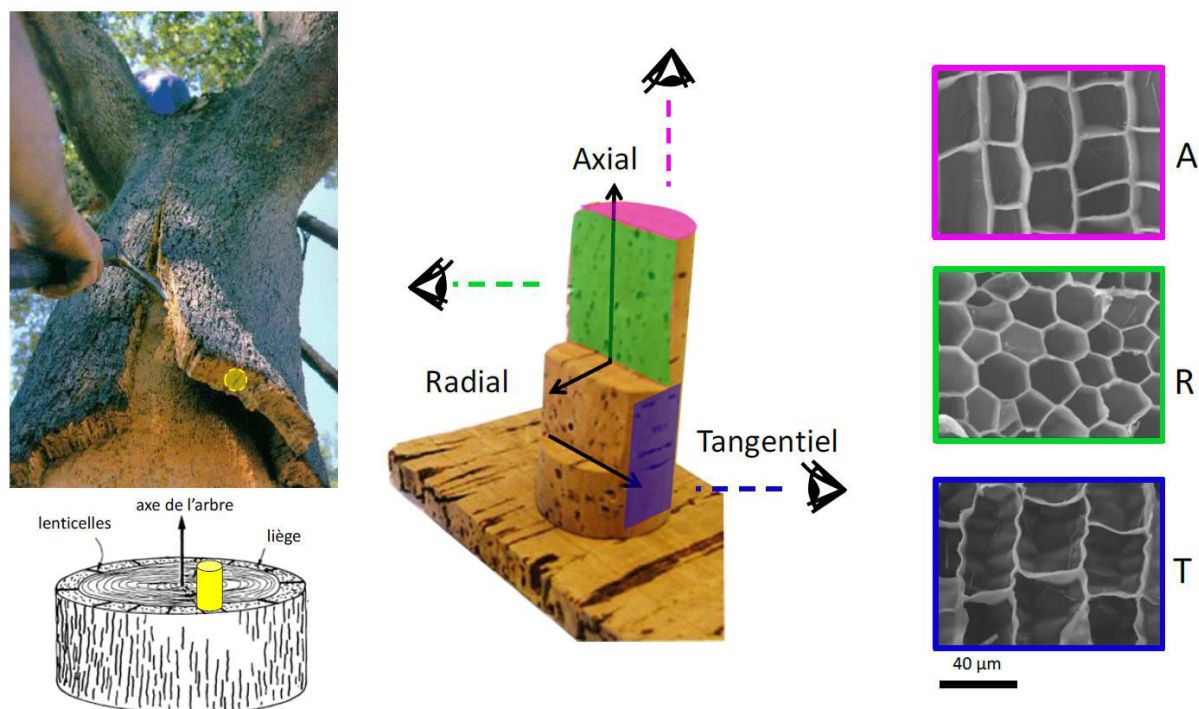 Axial
Radial
Tangentiel
A
R
T
40 µm
axe de l’arbre
lenticelles
liège